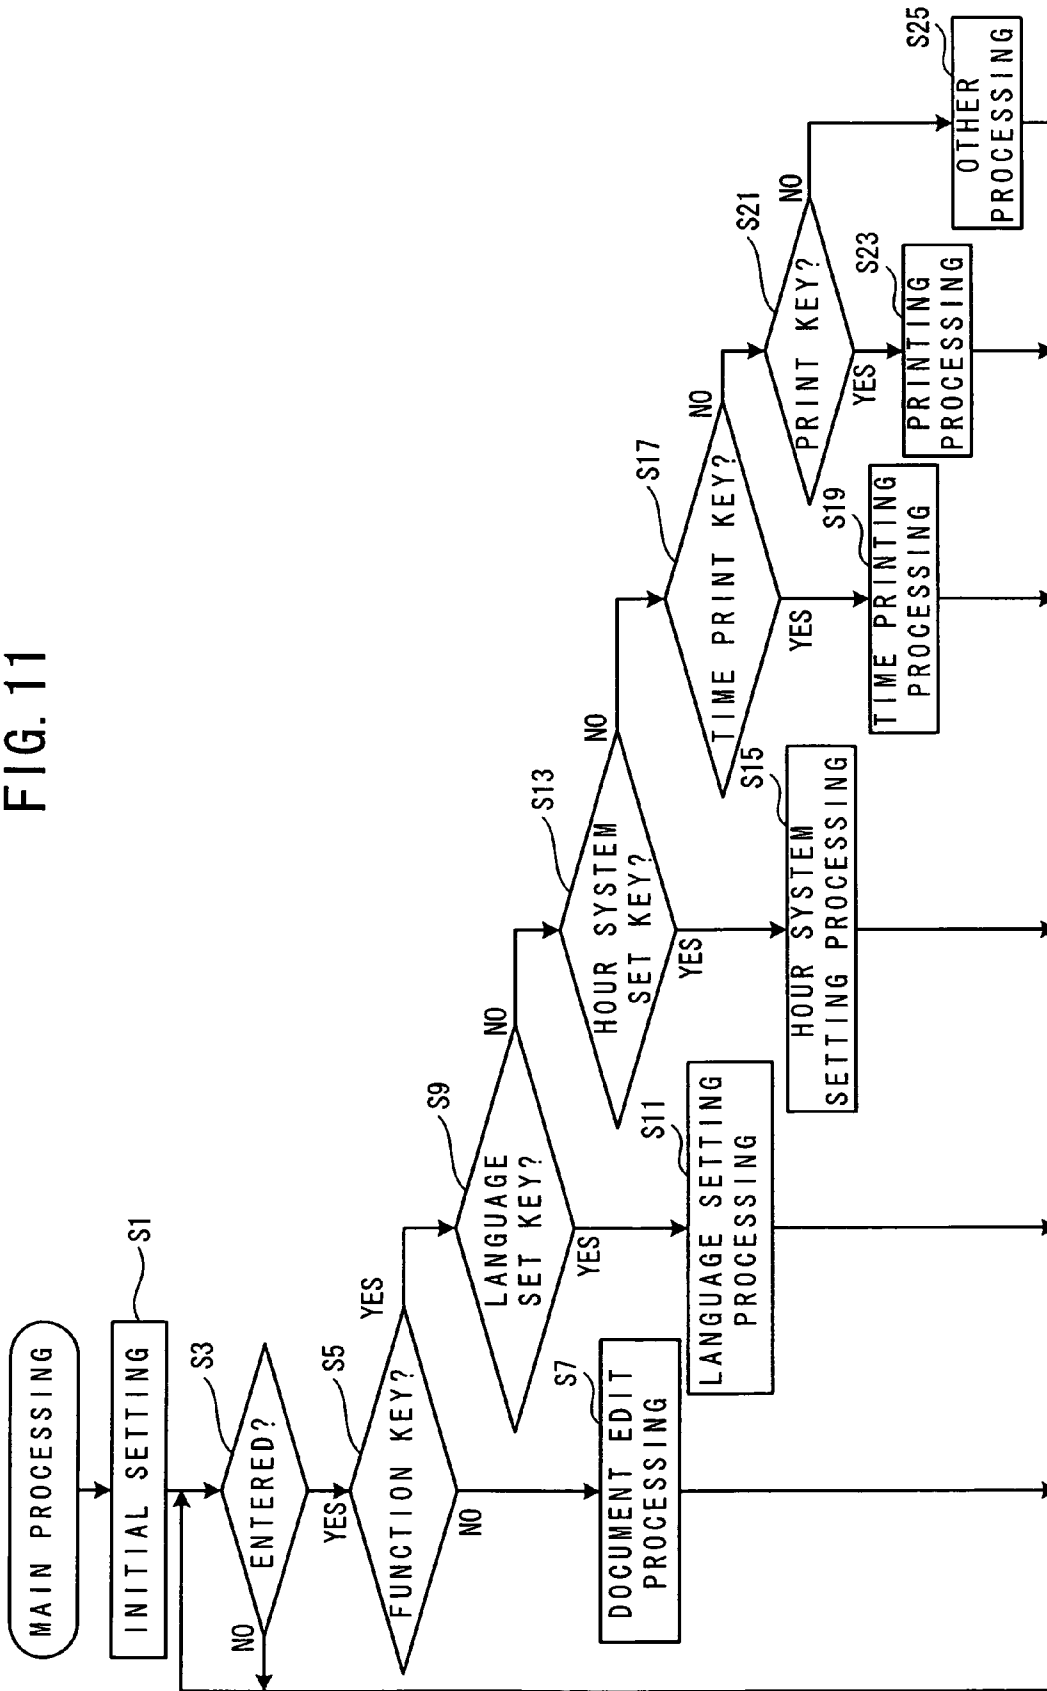 FIG. 11
MAIN PROCESSING
INITIAL SETTING
S1
ENTERED?
S3
NO
YES
FUNCTION KEY?
S5
YES
NO
DOCUMENT EDIT
PROCESSING
S7
LANGUAGE
SET KEY?
S9
NO
YES
LANGUAGE SETTING
PROCESSING
S11
HOUR SYSTEM
SET KEY?
S13
NO
YES
HOUR SYSTEM
SETTING PROCESSING
S15
TIME PRINT KEY?
S17
NO
YES
TIME PRINTING
PROCESSING
S19
PRINT KEY?
S21
NO
YES
PRINTING
PROCESSING
S23
OTHER
PROCESSING
S25